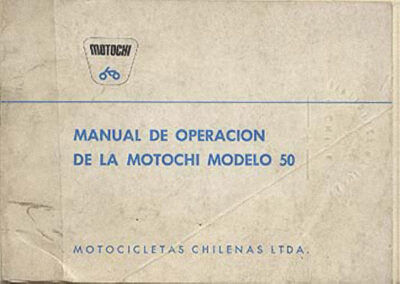 MOTOCHI
MANUAL DE OPERACION
DE LA MOTOCHI MODELO 50
MOTOCICLETAS CHILENAS LTDA.